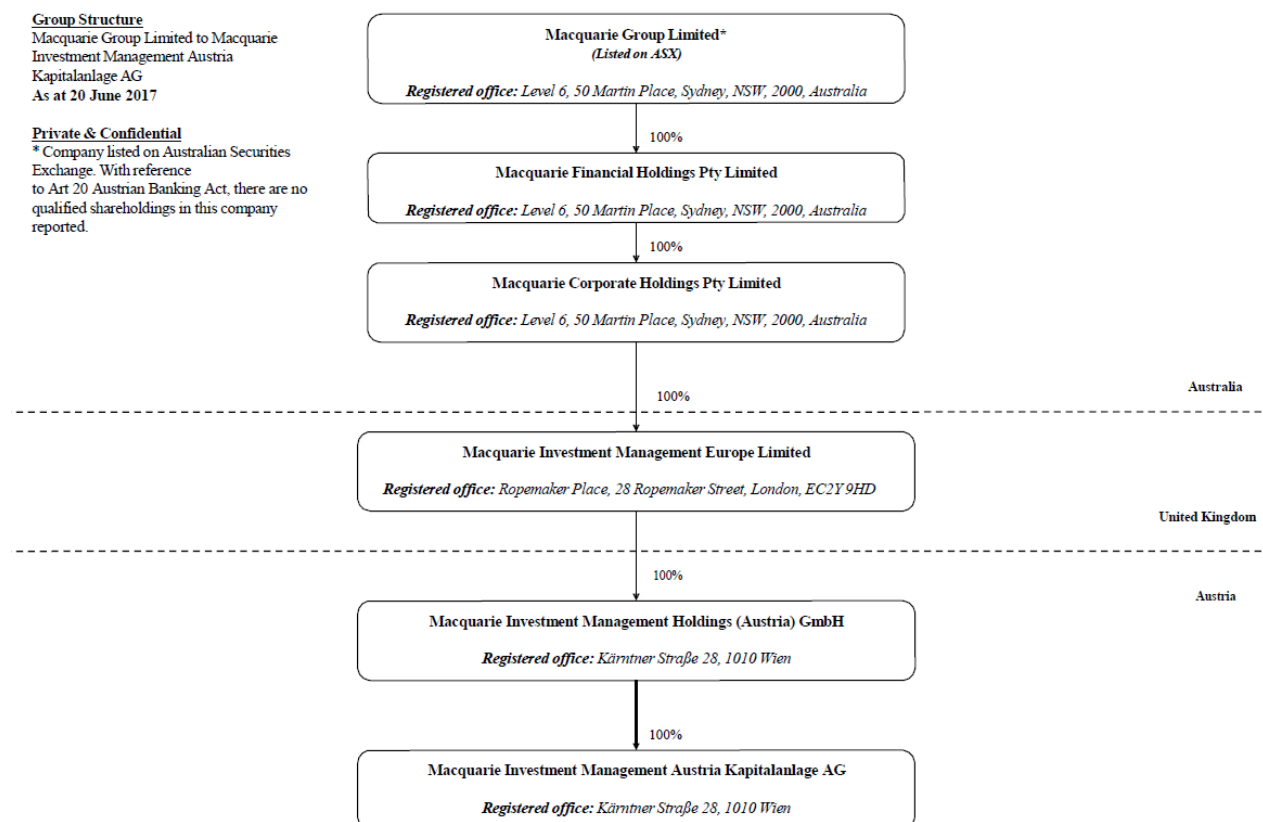 Group Structure
Macquarie Group Limited to Macquarie
Investment Management Austria
Kapitalanlage AG
As at 20 June 2017
Private & Confidential
* Company listed on Australian Securities
Exchange. With reference
to Art 20 Austrian Banking Act, there are no
qualified shareholdings in this company
reported.
Macquarie Group Limited*
(Listed on ASX)
Registered office: Level 6, 50 Martin Place, Sydney, NSW, 2000, Australia
100%
Macquarie Financial Holdings Pty Limited
Registered office: Level 6, 50 Martin Place, Sydney, NSW, 2000, Australia
100%
Macquarie Corporate Holdings Pty Limited
Registered office: Level 6, 50 Martin Place, Sydney, NSW, 2000, Australia
Australia
100%
Macquarie Investment Management Europe Limited
Registered office: Ropemaker Place, 28 Ropemaker Street, London, EC2Y 9HD
United Kingdom
100%
Austria
Macquarie Investment Management Holdings (Austria) GmbH
Registered office: Kärntner Straße 28, 1010 Wien
100%
Macquarie Investment Management Austria Kapitalanlage AG
Registered office: Kärntner Straße 28, 1010 Wien